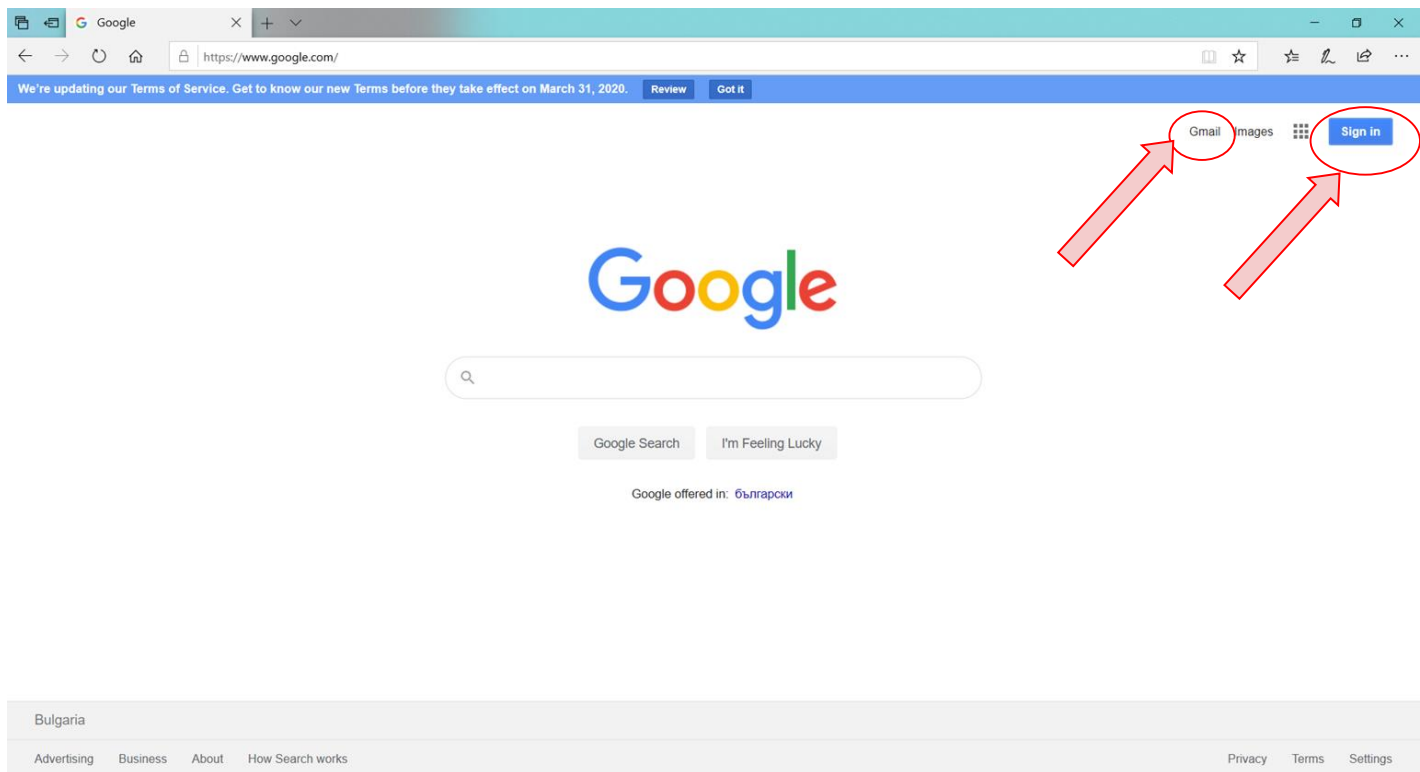 Google
https://www.google.com/
We're updating our Terms of Service. Get to know our new Terms before they take effect on March 31, 2020. Review Got it
Gmail Images Sign in
Google
Google Search I'm Feeling Lucky
Google offered in: български
Bulgaria
Advertising Business About How Search works Privacy Terms Settings